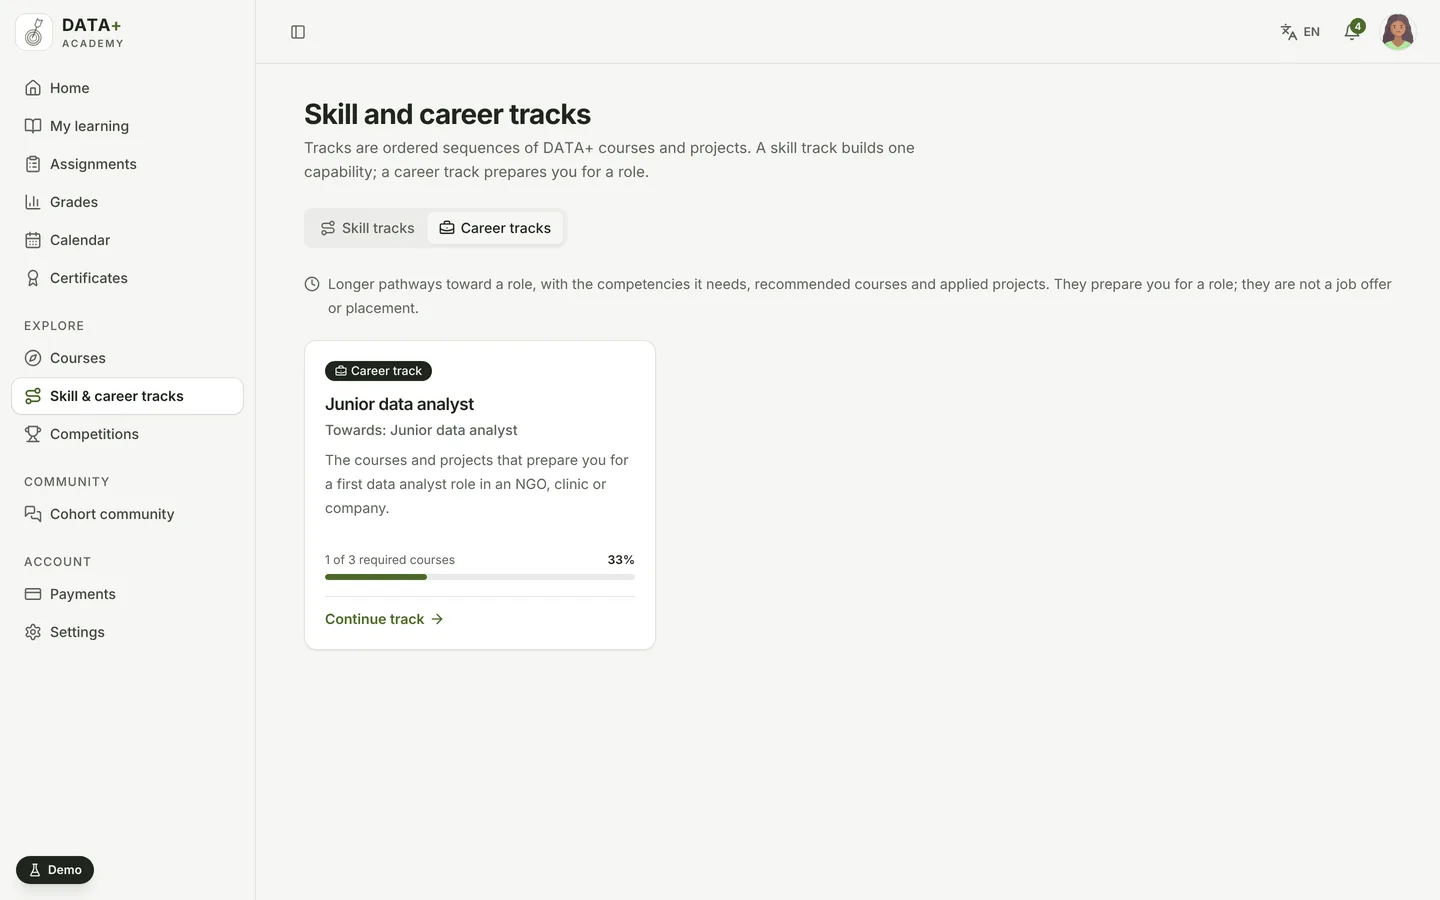 DATA+
ACADEMY
Home
My learning
Assignments
Grades
Calendar
Certificates
EXPLORE
Courses
Skill & career tracks
Competitions
COMMUNITY
Cohort community
ACCOUNT
Payments
Settings
Demo
EN
4
Skill and career tracks
Tracks are ordered sequences of DATA+ courses and projects. A skill track builds one
capability; a career track prepares you for a role.
Skill tracks
Career tracks
Longer pathways toward a role, with the competencies it needs, recommended courses and applied projects. They prepare you for a role; they are not a job offer
or placement.
Career track
Junior data analyst
Towards: Junior data analyst
The courses and projects that prepare you for
a first data analyst role in an NGO, clinic or
company.
1 of 3 required courses 33%
Continue track